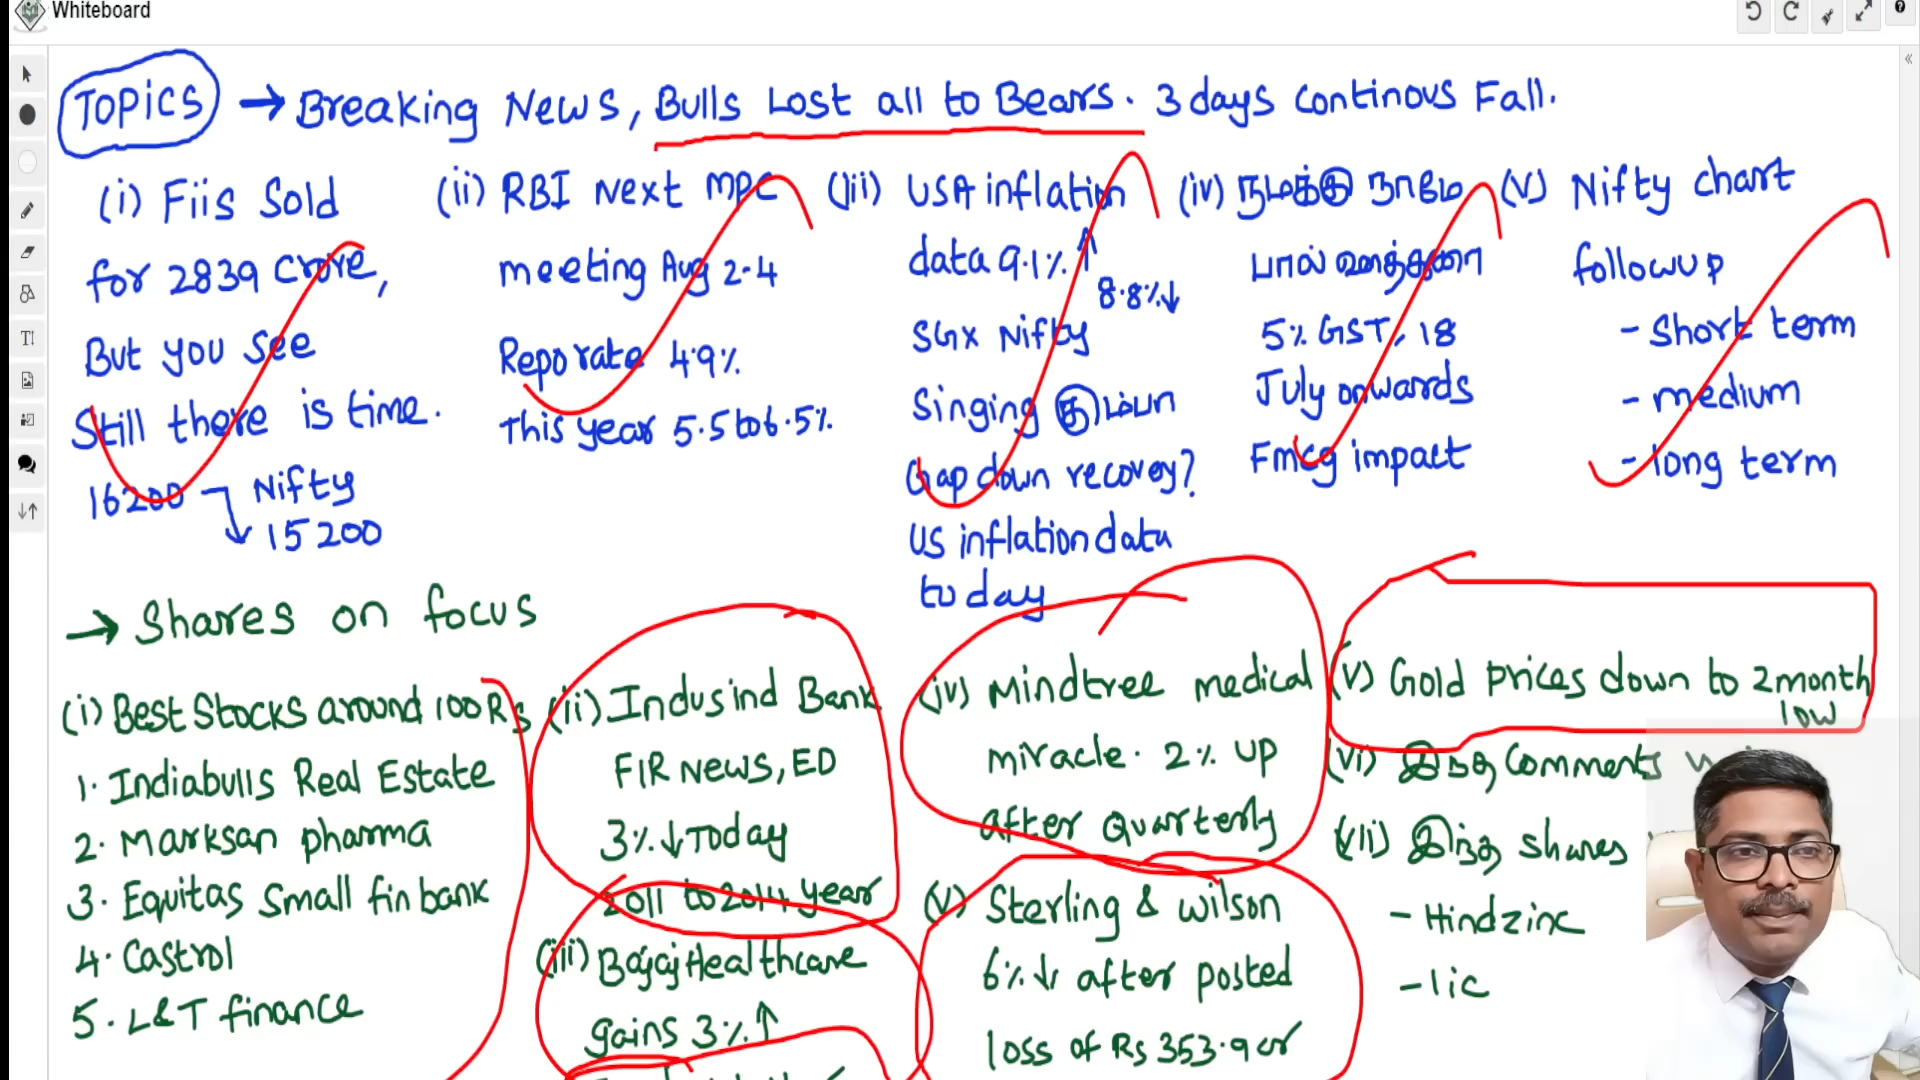 Whiteboard
Topics → Breaking News, Bulls Lost all to Bears. 3 days continous Fall.
(i) Fiis Sold
for 2839 crore,
But you see
Still there is time.
16200 Nifty
↓ 15200
(ii) RBI Next MPC
meeting Aug 2-4
Repo rate 4.9%
This year 5.5 to 6.5%
(iii) USA inflation
data 9.1% ↑
8.8% ↓
SGX Nifty
Singing
Gap down recovery?
US inflation data
today
(iv)
பால்
5% GST, 18
July onwards
Fmcg impact
(v) Nifty chart
followup
- Short term
- medium
- long term
→ Shares on focus
(i) Best Stocks around 100 Rs
1. Indiabulls Real Estate
2. Marksan pharma
3. Equitas Small fin bank
4. Castrol
5. L&T finance
(ii) Indusind Bank
FIR News, ED
3% ↓ Today
2011 to 2014 year
(iii) Bajaj Healthcare
gains 3% ↑
(iv) Mindtree medical
miracle. 2% up
after Quarterly
(v) Sterling & wilson
6% ↓ after posted
loss of Rs 353.9 cr
(v) Gold prices down to 2 month
low
(vi) இந்த Comments
(vii) இந்த shares
- Hindzinc
- lic